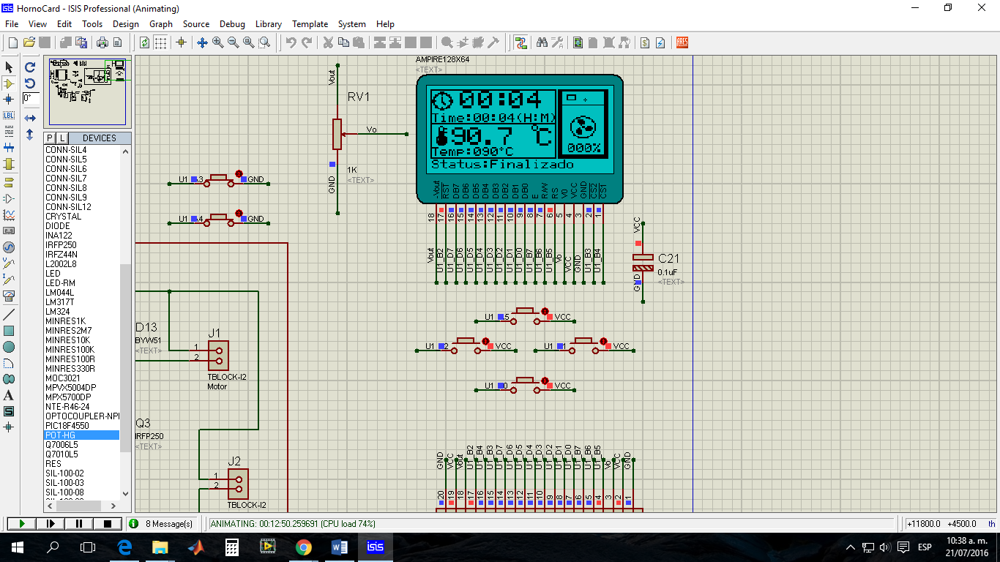 HornoCard - ISIS Professional (Animating)
File View Edit Tools Design Graph Source Debug Library Template System Help
ARES
0°
LBL
P L DEVICES
CONN-SIL4
CONN-SIL5
CONN-SIL6
CONN-SIL7
CONN-SIL8
CONN-SIL9
CONN-SIL12
CRYSTAL
DIODE
INA122
IRFP250
IRFZ44N
L2002L8
LED
LED-RM
LM044L
LM317T
LM324
MINRES1K
MINRES2M7
MINRES10K
MINRES100K
MINRES100R
MINRES330R
MOC3021
MPVX5004DP
MPX5700DP
NTE-R46-24
OPTOCOUPLER-NPN
PIC18F4550
POT-HG
Q7006L5
Q7010L5
RES
SIL-100-02
SIL-100-03
SIL-100-08
Vout
RV1
Vo
1K
<TEXT>
GND
AMPIRE128X64
<TEXT>
00:04
Time:00:04(H:M)
90.7 °C
Temp:090°C
000%
Status:Finalizado
-Vout RST DB7 DB6 DB5 DB4 DB3 DB2 DB1 DB0 E R/W RS V0 VCC GND CS2 CS1
18 17 16 15 14 13 12 11 10 9 8 7 6 5 4 3 2 1
Vout U1_B2 U1_D7 U1_D6 U1_D5 U1_D4 U1_D3 U1_D2 U1_D1 U1_D0 U1_B7 U1_B6 U1_B5 Vo VCC GND U1_B3 U1_B4
U1 A3 GND
U1 A4 GND
VCC
C21
0.1uF
<TEXT>
GND
U1 5 VCC
U1 2 VCC
U1 1 VCC
U1 0 VCC
D13
BYW51
<TEXT>
J1
1
2
TBLOCK-I2
Motor
Q3
IRFP250
<TEXT>
J2
1
2
TBLOCK-I2
GND VCC Vout U1_B2 U1_B4 U1_B3 U1_D7 U1_D6 U1_D5 U1_D4 U1_D3 U1_D2 U1_D1 U1_D0 U1_B7 U1_B6 U1_B5 Vo VCC GND
20 19 18 17 16 15 14 13 12 11 10 9 8 7 6 5 4 3 2 1
8 Message(s)
ANIMATING: 00:12:50.259691 (CPU load 74%)
+11800.0 +4500.0 th
isis
ESP
10:38 a. m.
21/07/2016